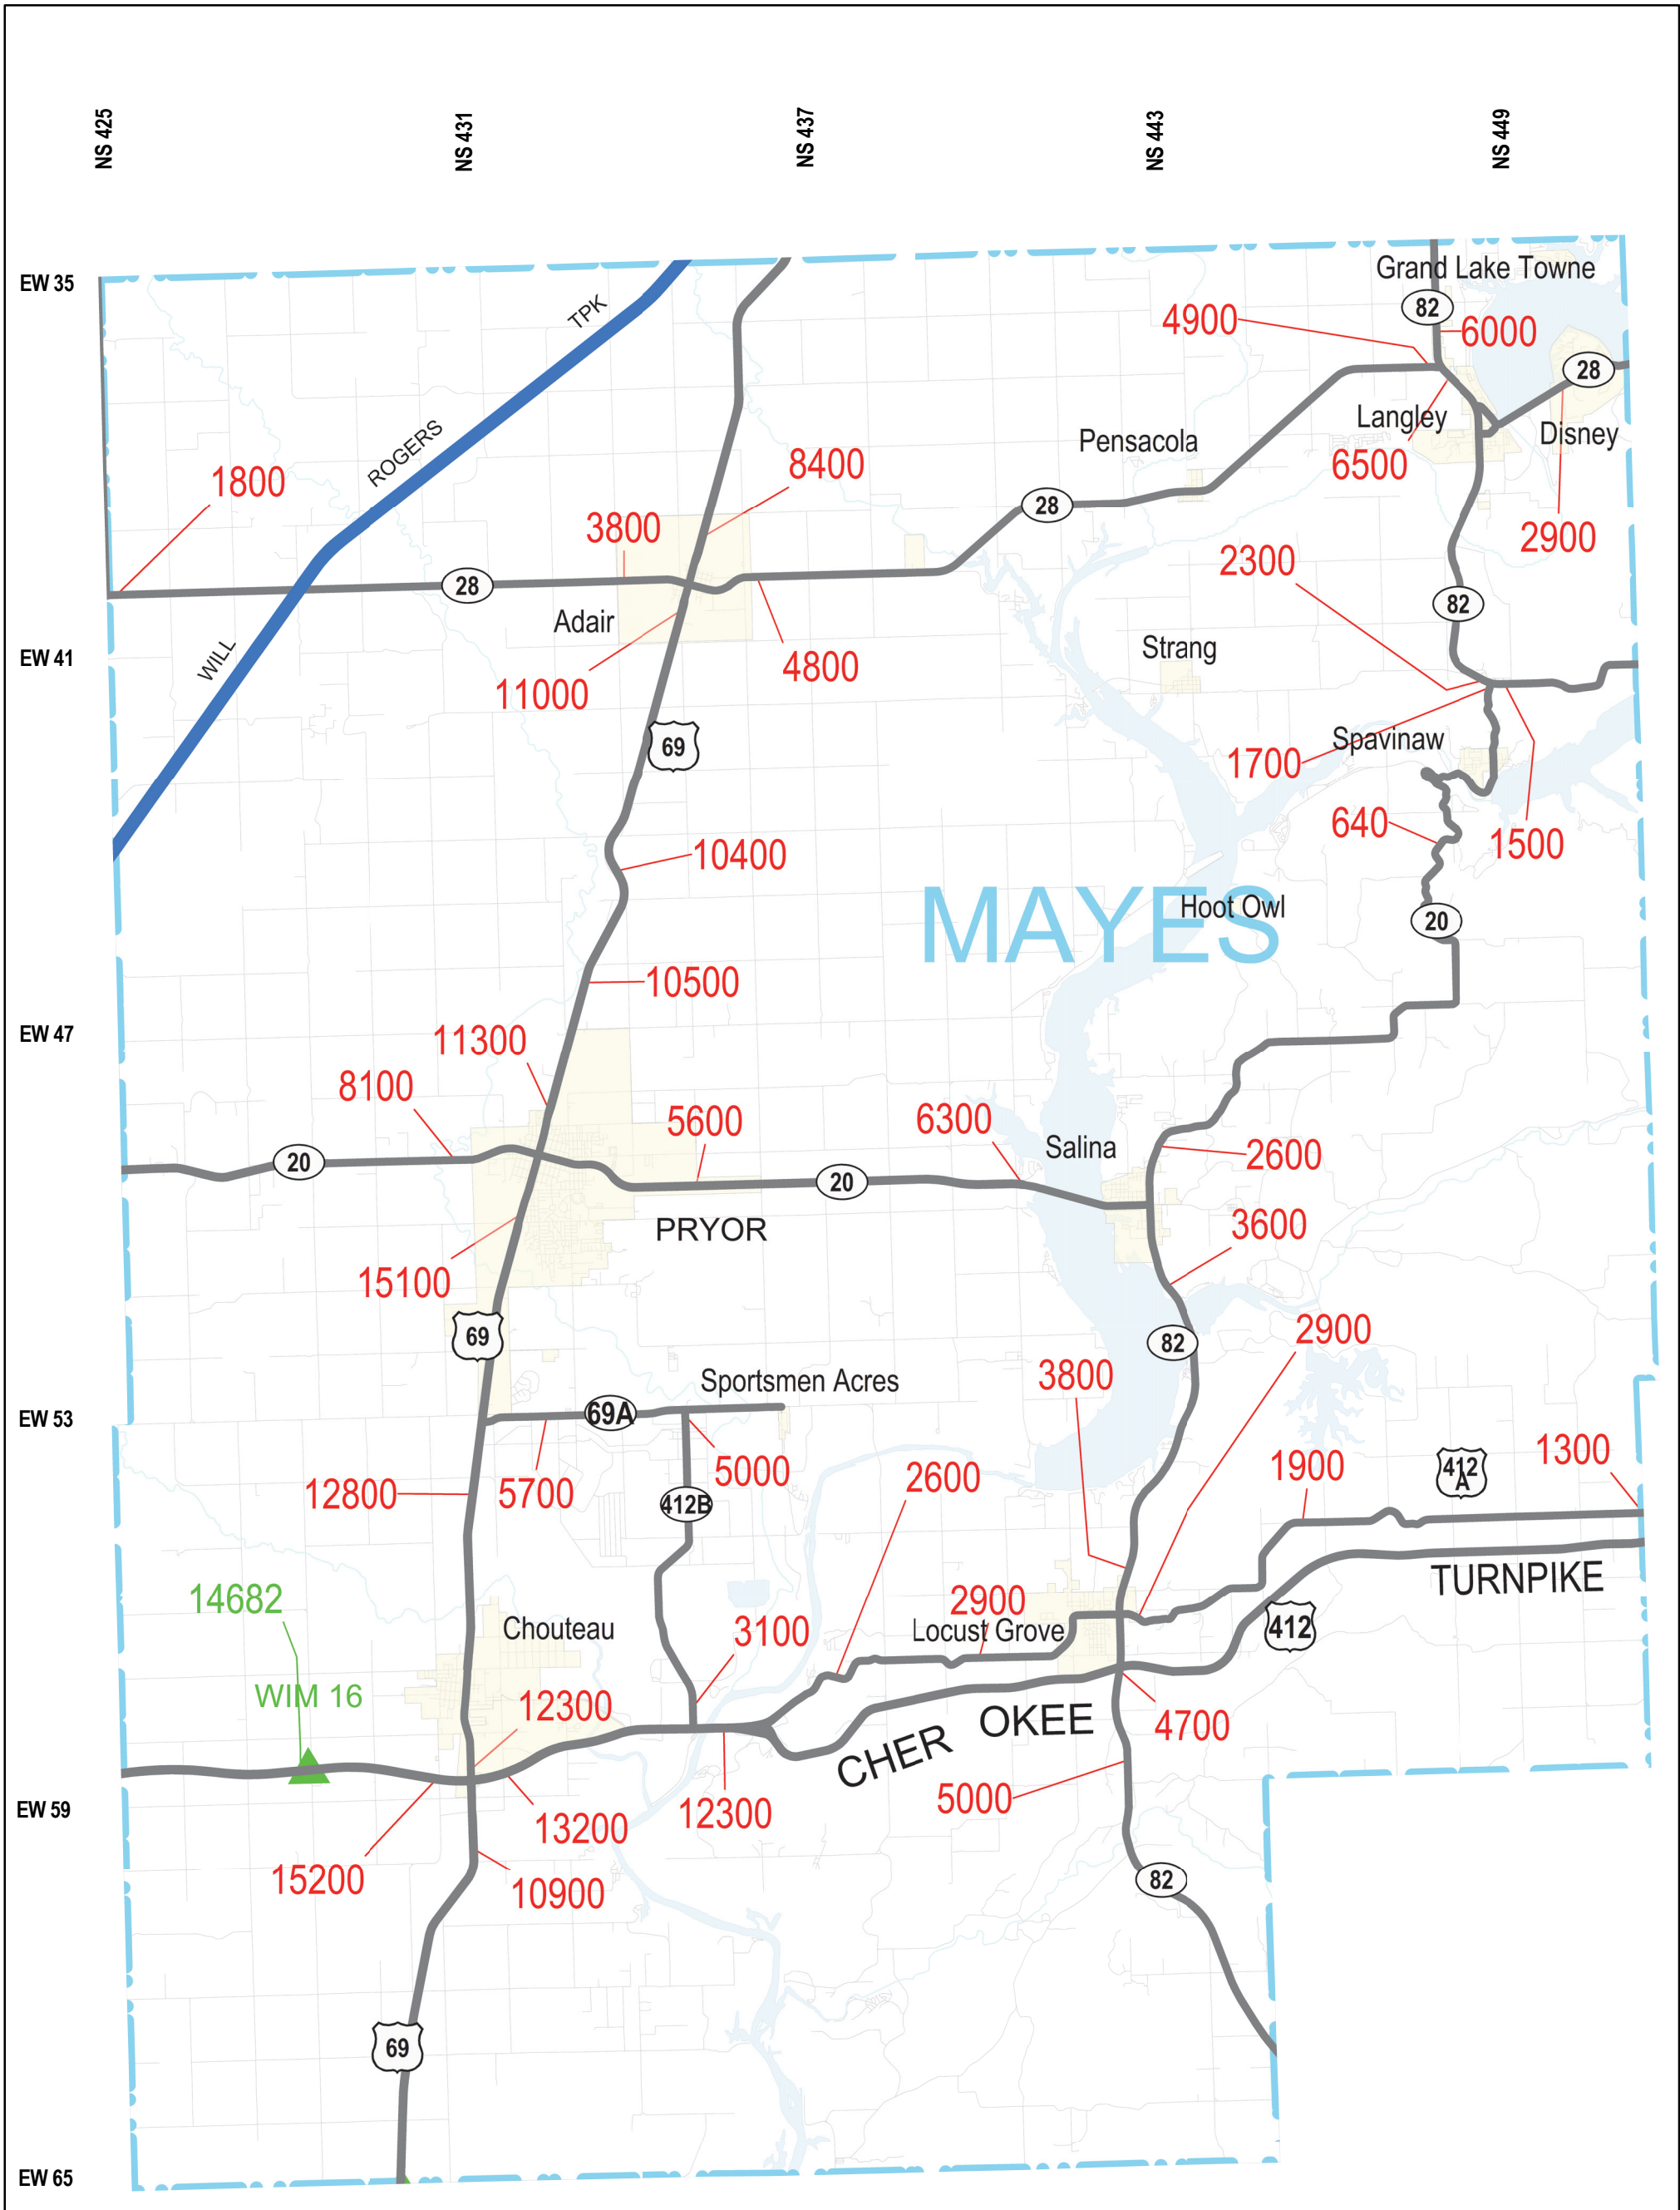 NS 425
NS 431
NS 437
NS 443
NS 449
EW 35
Grand Lake Towne
TPK
82
4900
6000
28
ROGERS
Langley
Disney
Pensacola
8400
6500
1800
28
3800
2900
2300
28
82
Adair
WILL
Strang
EW 41
4800
11000
69
Spavinaw
1700
640
1500
10400
MAYES
Hoot Owl
20
10500
EW 47
11300
8100
5600
6300
Salina
20
2600
20
PRYOR
3600
15100
69
2900
82
3800
Sportsmen Acres
69A
EW 53
5000
2600
1900
412
A
1300
12800
5700
412B
TURNPIKE
14682
2900
Chouteau
3100
Locust Grove
412
WIM 16
12300
OKEE
4700
CHER
5000
EW 59
12300
13200
15200
10900
82
69
EW 65